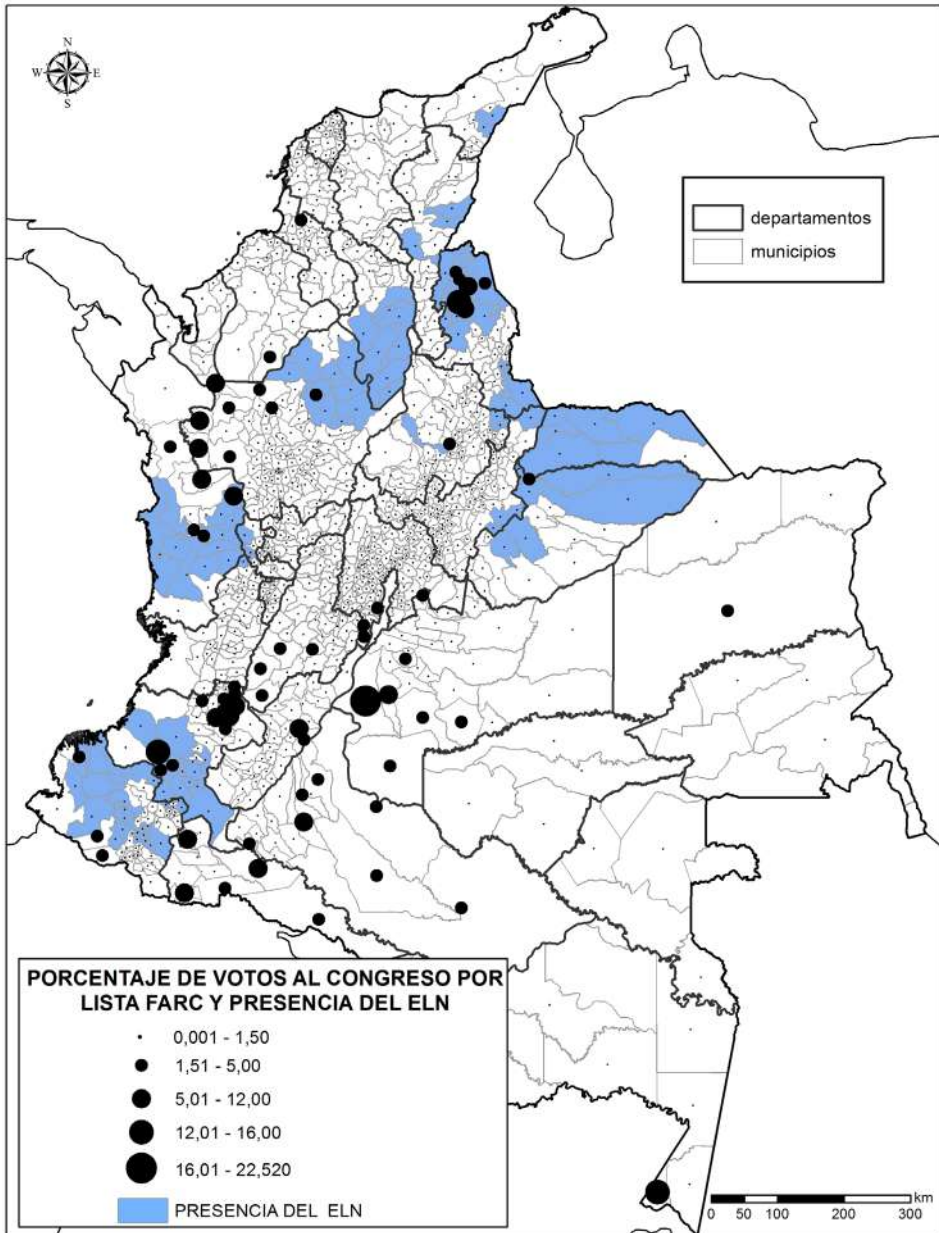 N
W E
S
departamentos
municipios
PORCENTAJE DE VOTOS AL CONGRESO POR
LISTA FARC Y PRESENCIA DEL ELN
0,001 - 1,50
1,51 - 5,00
5,01 - 12,00
12,01 - 16,00
16,01 - 22,520
PRESENCIA DEL ELN
km
0 50 100 200 300